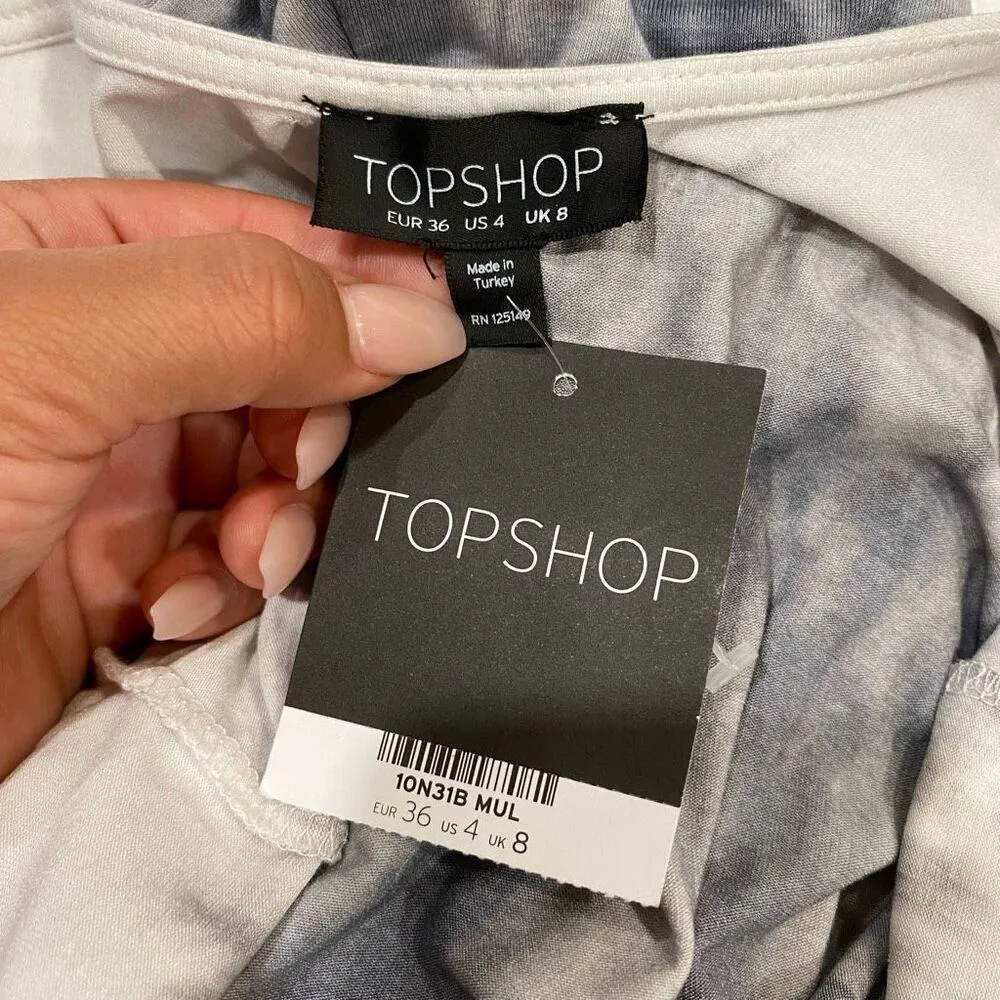 TOPSHOP
EUR 36 US 4 UK 8
Made in
Turkey
RN 125149
TOPSHOP
10N31B MUL
EUR 36 US 4 UK 8